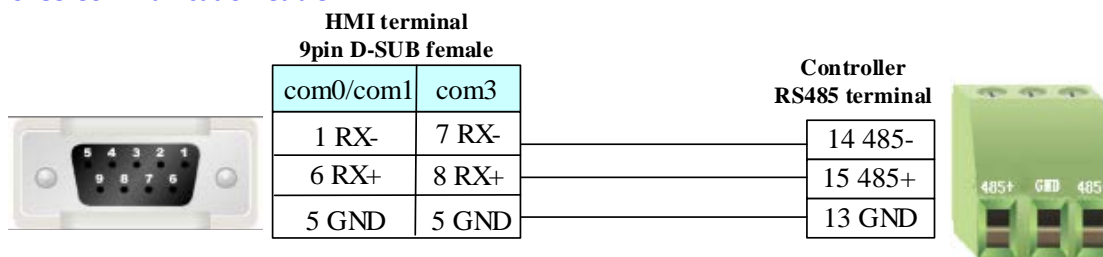 HMI terminal
9pin D-SUB female
com0/com1 com3
1 RX- 7 RX-
6 RX+ 8 RX+
5 GND 5 GND
Controller
RS485 terminal
14 485-
15 485+
13 GND
5 4 3 2 1
9 8 7 6
485+ GND 485